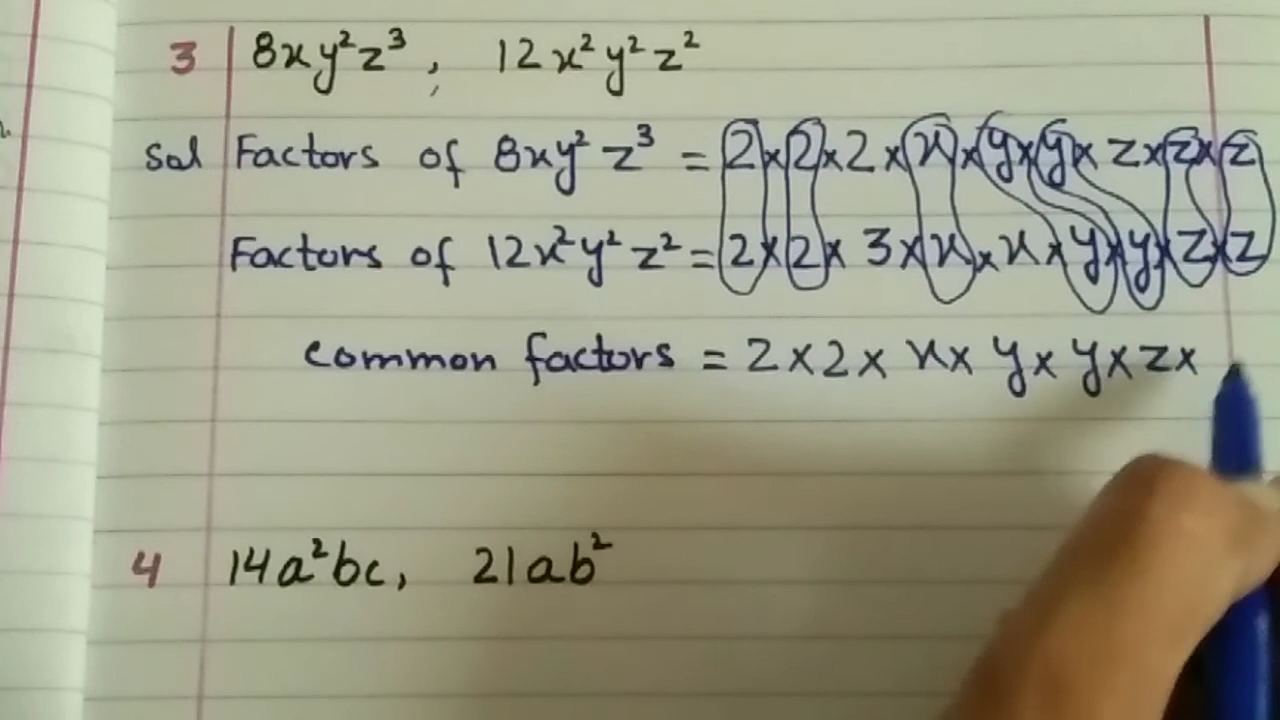 3 8xy²z³, 12x²y²z²
Sol Factors of 8xy²z³ = 2×2×2×x×y×y×z×z×z
Factors of 12x²y²z² = 2×2×3×x×x×y×y×z×z
common factors = 2×2×x×y×y×z×
4 14a²bc, 21ab²